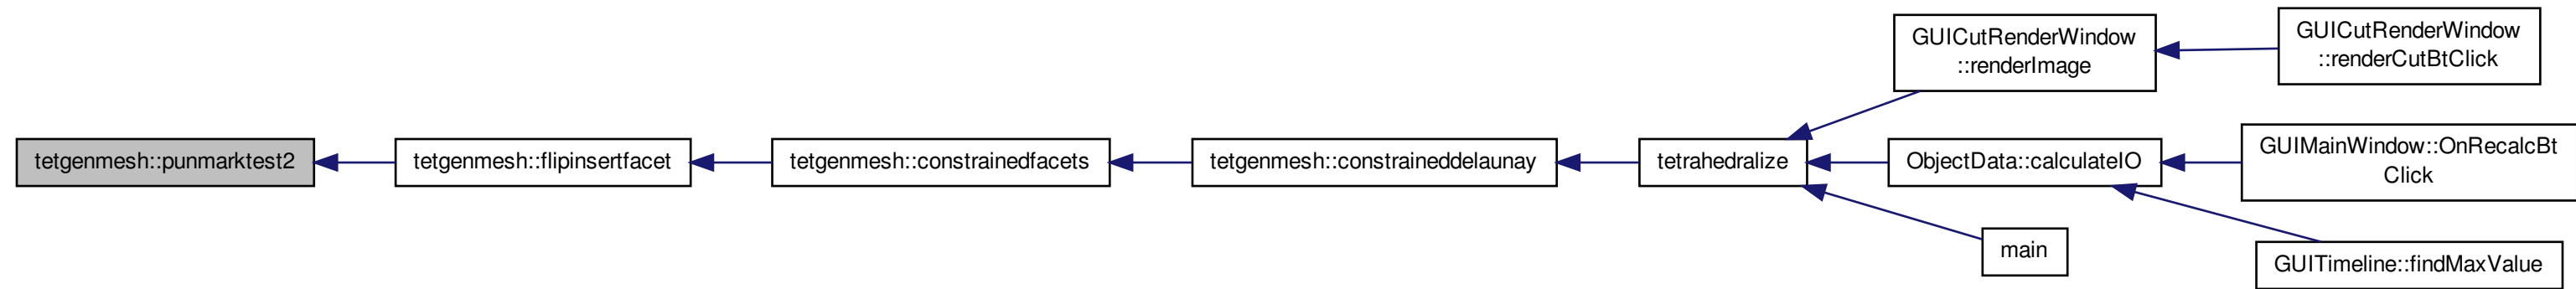 tetgenmesh::punmarktest2
tetgenmesh::flipinsertfacet
tetgenmesh::constrainedfacets
tetgenmesh::constraineddelaunay
tetrahedralize
GUICutRenderWindow
::renderImage
GUICutRenderWindow
::renderCutBtClick
ObjectData::calculateIO
GUIMainWindow::OnRecalcBt
Click
GUITimeline::findMaxValue
main